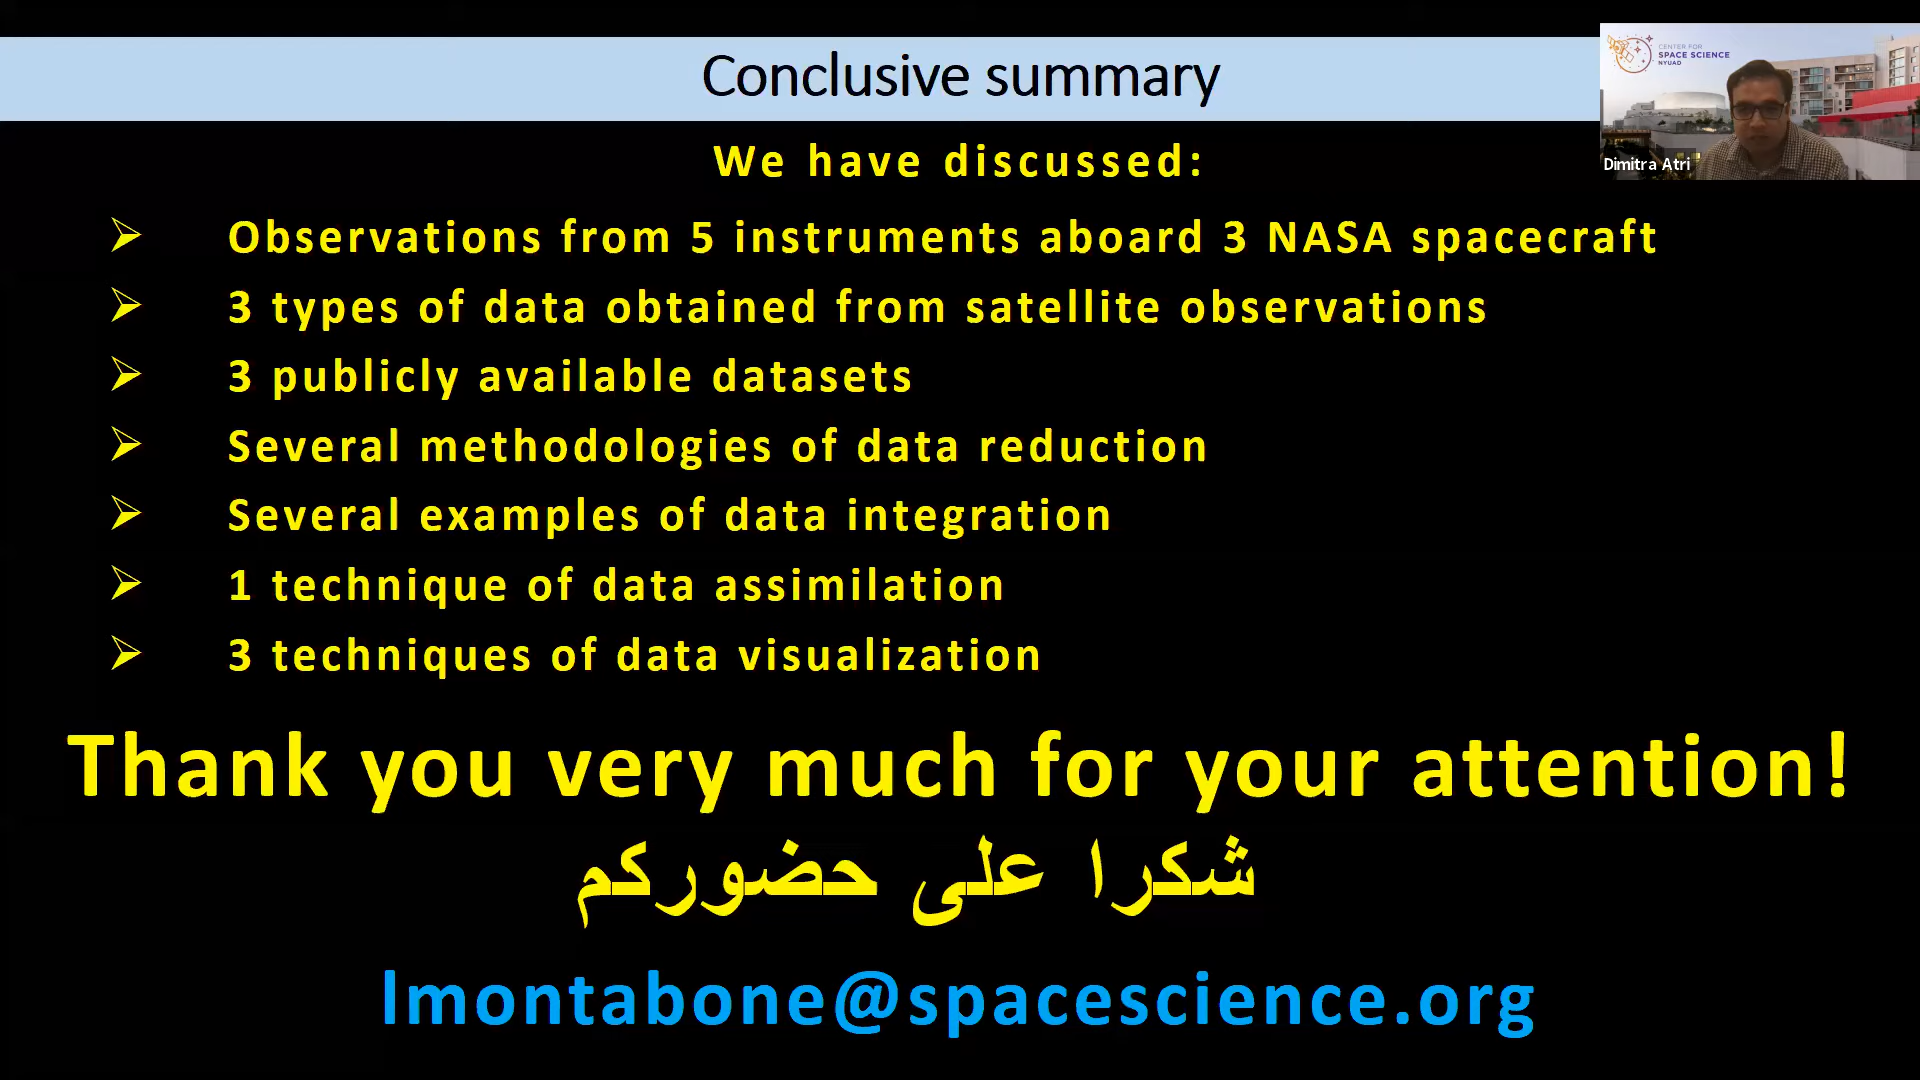 Conclusive summary
CENTER FOR
SPACE SCIENCE
NYUAD
Dimitra Atri
We have discussed:
➢ Observations from 5 instruments aboard 3 NASA spacecraft
➢ 3 types of data obtained from satellite observations
➢ 3 publicly available datasets
➢ Several methodologies of data reduction
➢ Several examples of data integration
➢ 1 technique of data assimilation
➢ 3 techniques of data visualization
Thank you very much for your attention!
شكرا على حضوركم
lmontabone@spacescience.org